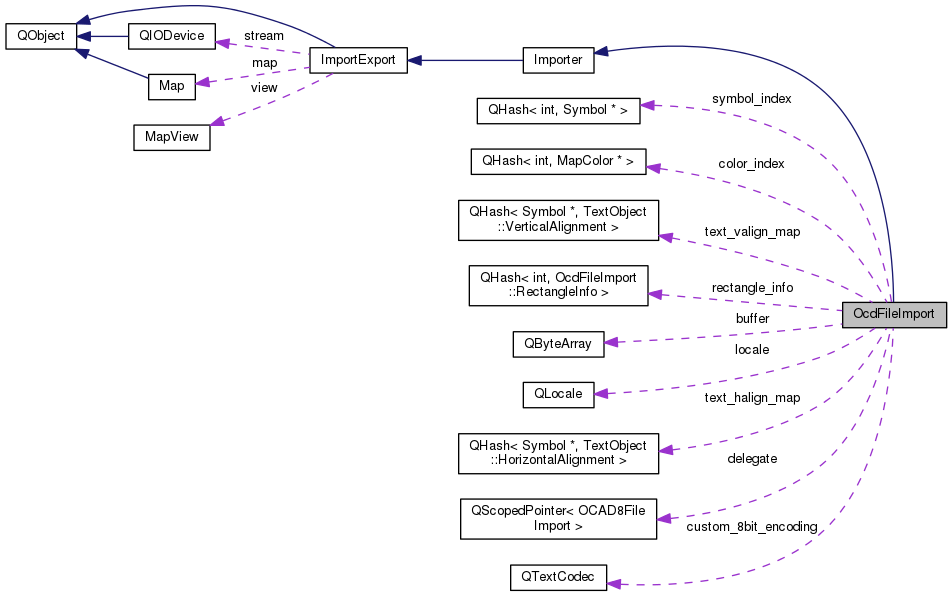 QObject
QIODevice
stream
map
view
Map
MapView
ImportExport
Importer
QHash< int, Symbol * >
symbol_index
QHash< int, MapColor * >
color_index
QHash< Symbol *, TextObject
::VerticalAlignment >
text_valign_map
QHash< int, OcdFileImport
::RectangleInfo >
rectangle_info
OcdFileImport
buffer
QByteArray
locale
QLocale
text_halign_map
QHash< Symbol *, TextObject
::HorizontalAlignment >
delegate
QScopedPointer< OCAD8File
Import >
custom_8bit_encoding
QTextCodec